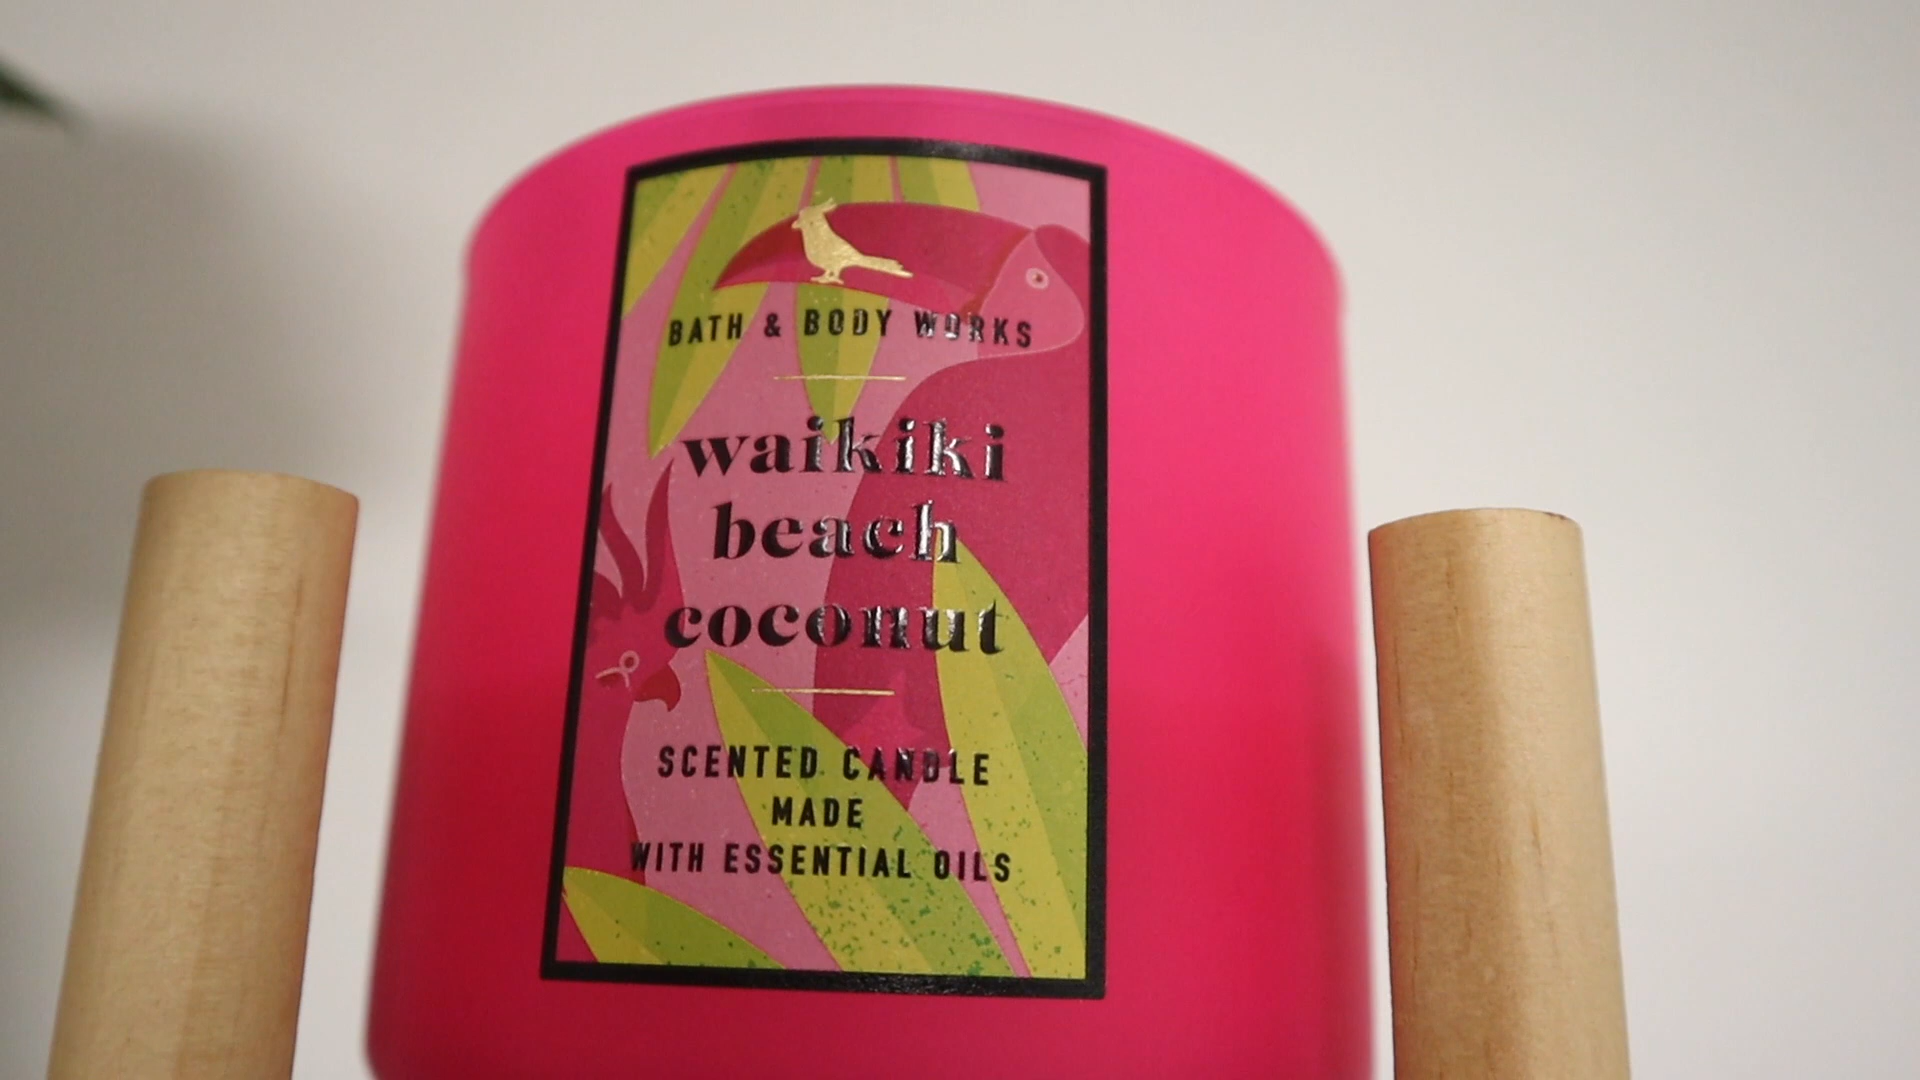 BATH & BODY WORKS
waikiki
beach
coconut
SCENTED CANDLE
MADE
WITH ESSENTIAL OILS